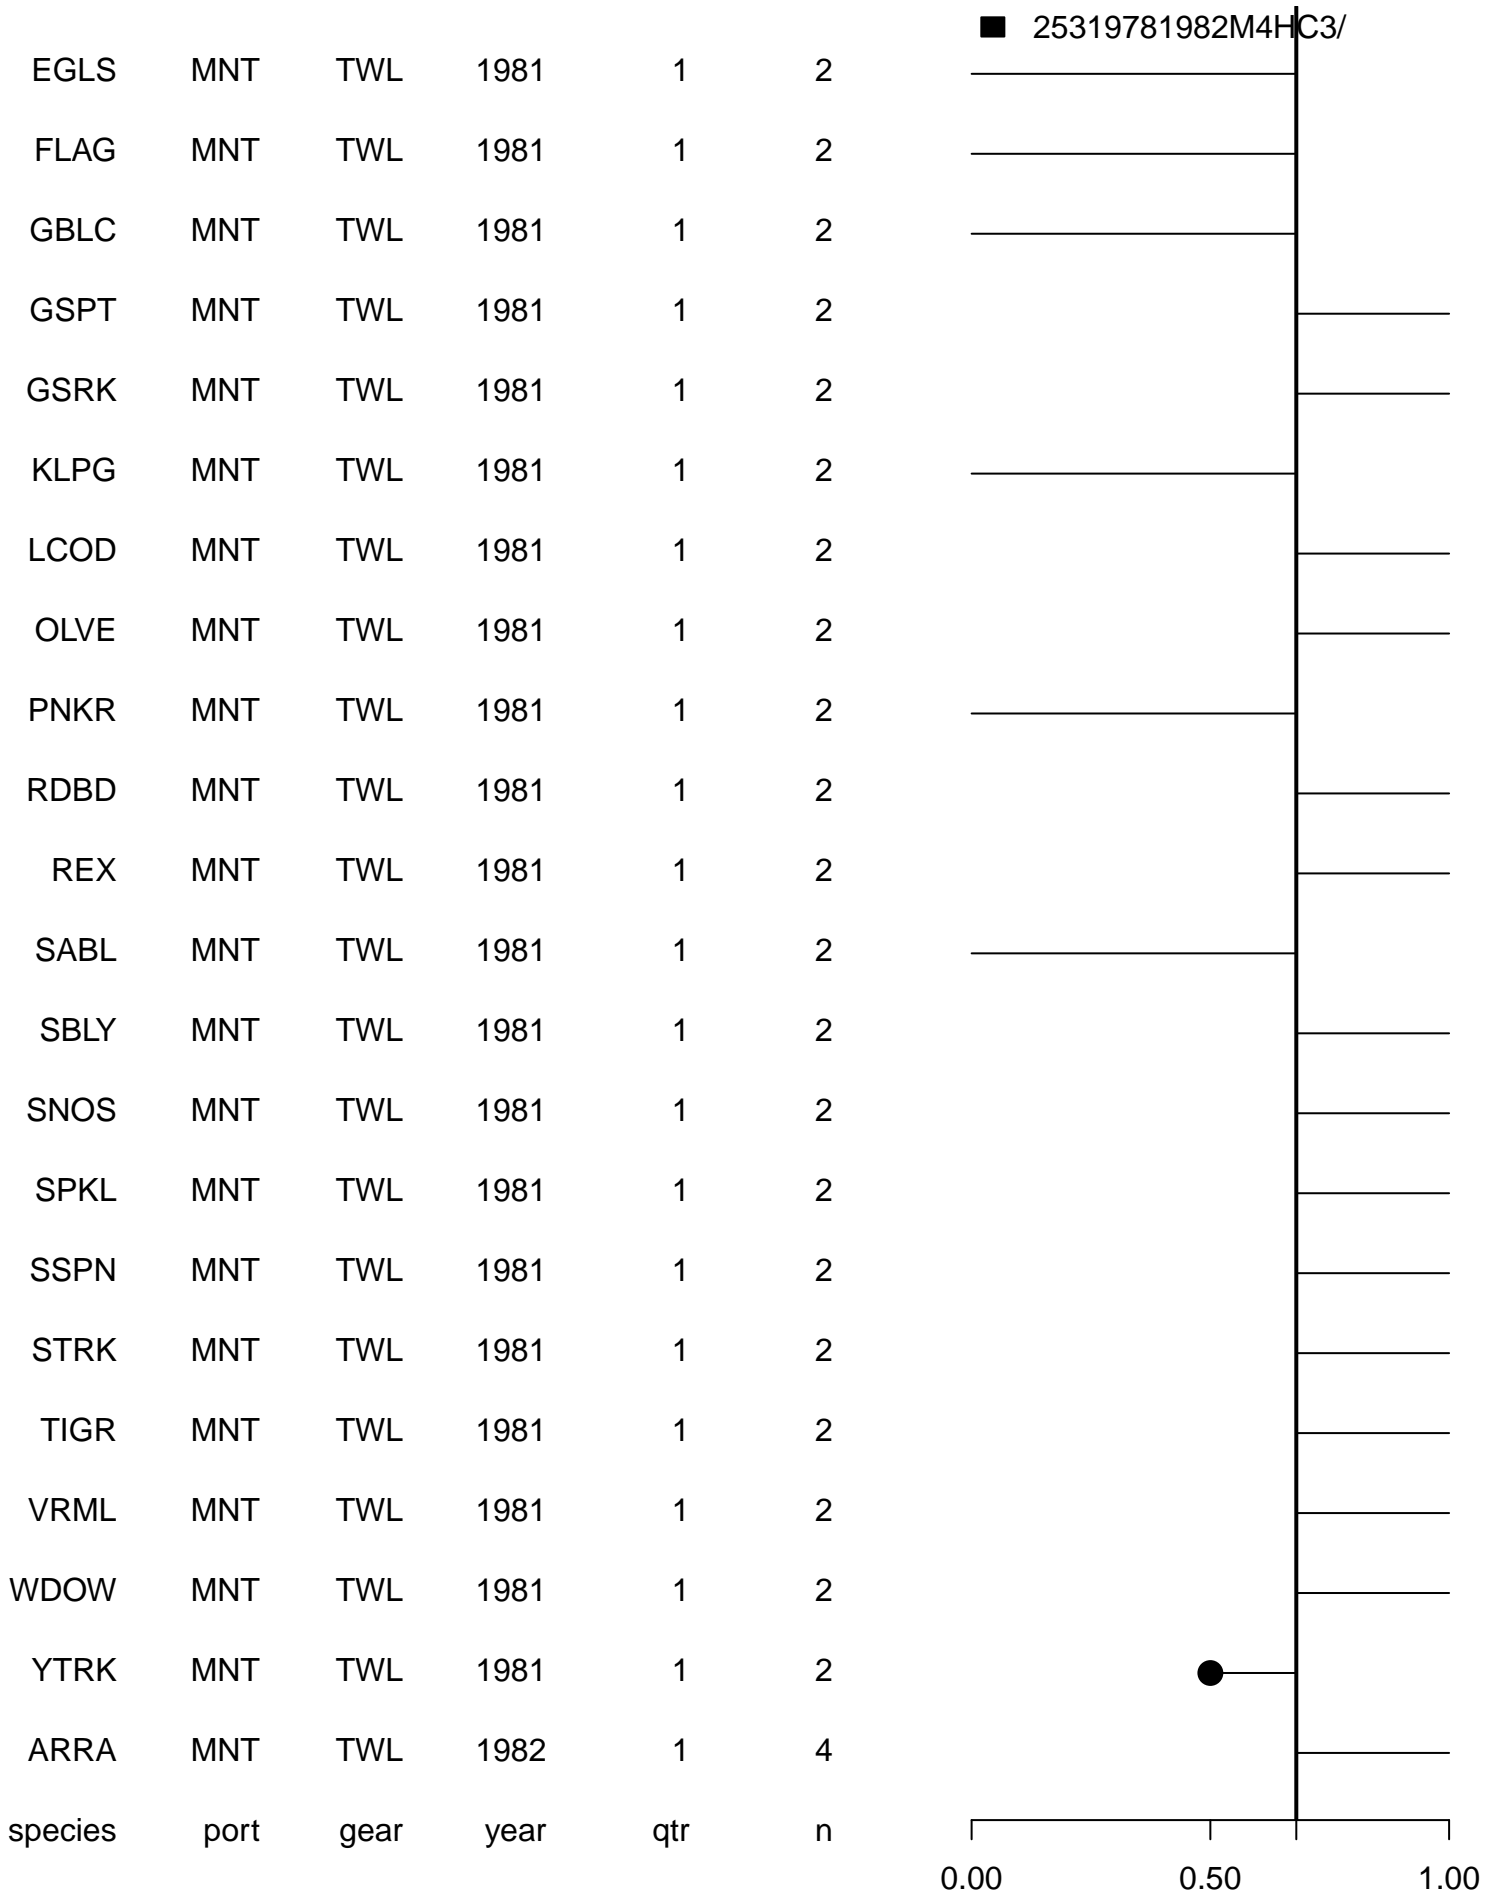 25319781982M4HC3/
EGLS MNT TWL 1981 1 2
FLAG MNT TWL 1981 1 2
GBLC MNT TWL 1981 1 2
GSPT MNT TWL 1981 1 2
GSRK MNT TWL 1981 1 2
KLPG MNT TWL 1981 1 2
LCOD MNT TWL 1981 1 2
OLVE MNT TWL 1981 1 2
PNKR MNT TWL 1981 1 2
RDBD MNT TWL 1981 1 2
REX MNT TWL 1981 1 2
SABL MNT TWL 1981 1 2
SBLY MNT TWL 1981 1 2
SNOS MNT TWL 1981 1 2
SPKL MNT TWL 1981 1 2
SSPN MNT TWL 1981 1 2
STRK MNT TWL 1981 1 2
TIGR MNT TWL 1981 1 2
VRML MNT TWL 1981 1 2
WDOW MNT TWL 1981 1 2
YTRK MNT TWL 1981 1 2
ARRA MNT TWL 1982 1 4
species port gear year qtr n
0.00 0.50 1.00